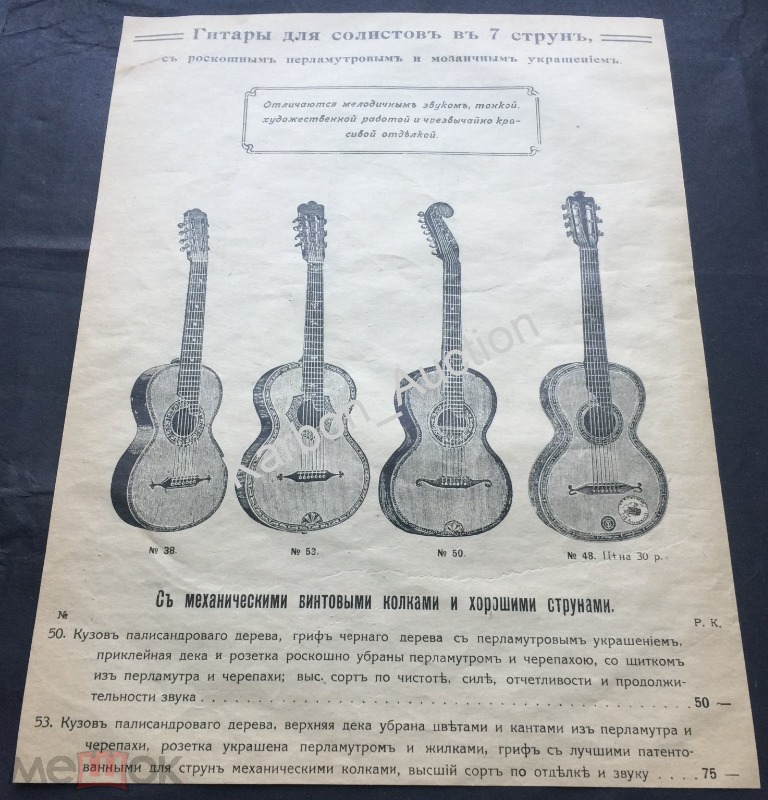 Гитары для солистовъ въ 7 струнъ,
съ роскошнымъ перламутровымъ и мозаичнымъ украшеніемъ.
Отличаются мелодичнымъ звукомъ, тонкой,
художественной работой и чрезвычайно кра-
сивой отдѣлкой.
№ 38.
№ 53.
№ 50.
№ 48. Цѣна 30 р.
Съ механическими винтовыми колками и хорошими струнами.
№
Р. К.
50. Кузовъ палисандроваго дерева, грифъ чернаго дерева съ перламутровымъ украшеніемъ,
приклейная дека и розетка роскошно убраны перламутромъ и черепахою, со щиткомъ
изъ перламутра и черепахи; выс. сортъ по чистотѣ, силѣ, отчетливости и продолжи-
тельности звука 50 —
53. Кузовъ палисандроваго дерева, верхняя дека убрана цвѣтами и кантами изъ перламутра и
черепахи, розетка украшена перламутромъ и жилками, грифъ съ лучшими патенто-
ванными для струнъ механическими колками, высшій сортъ по отдѣлкѣ и звуку 75 —
Karbon_Auction
мешок